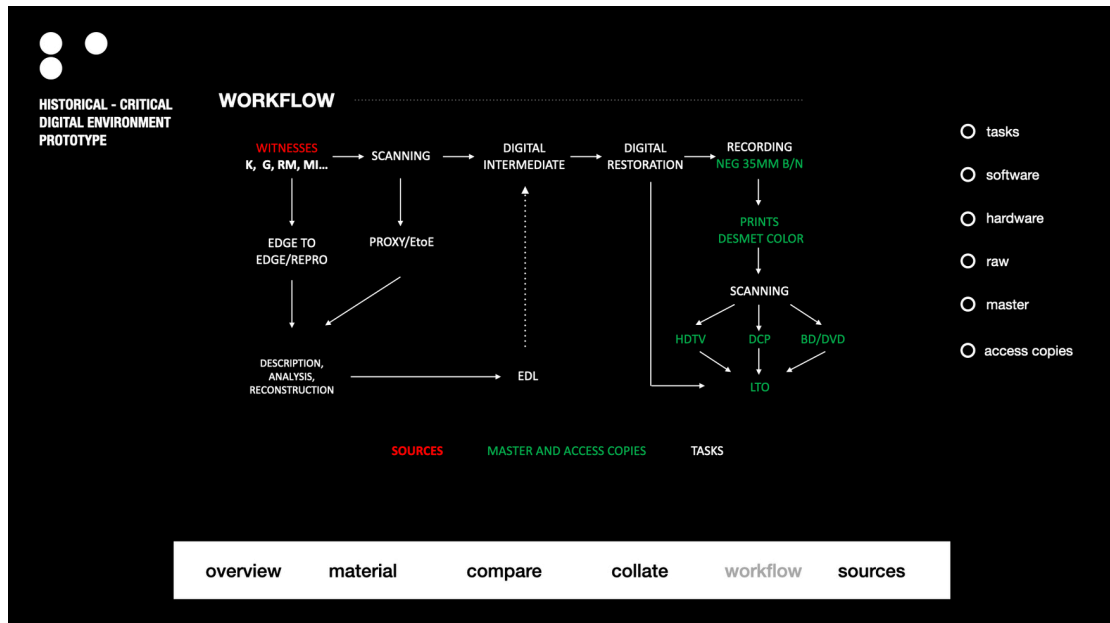 HISTORICAL - CRITICAL
DIGITAL ENVIRONMENT
PROTOTYPE
WORKFLOW
WITNESSES
K, G, RM, MI...
SCANNING
DIGITAL
INTERMEDIATE
DIGITAL
RESTORATION
RECORDING
NEG 35MM B/N
EDGE TO
EDGE/REPRO
PROXY/EtoE
PRINTS
DESMET COLOR
SCANNING
HDTV
DCP
BD/DVD
DESCRIPTION,
ANALYSIS,
RECONSTRUCTION
EDL
LTO
SOURCES
MASTER AND ACCESS COPIES
TASKS
tasks
software
hardware
raw
master
access copies
overview
material
compare
collate
workflow
sources